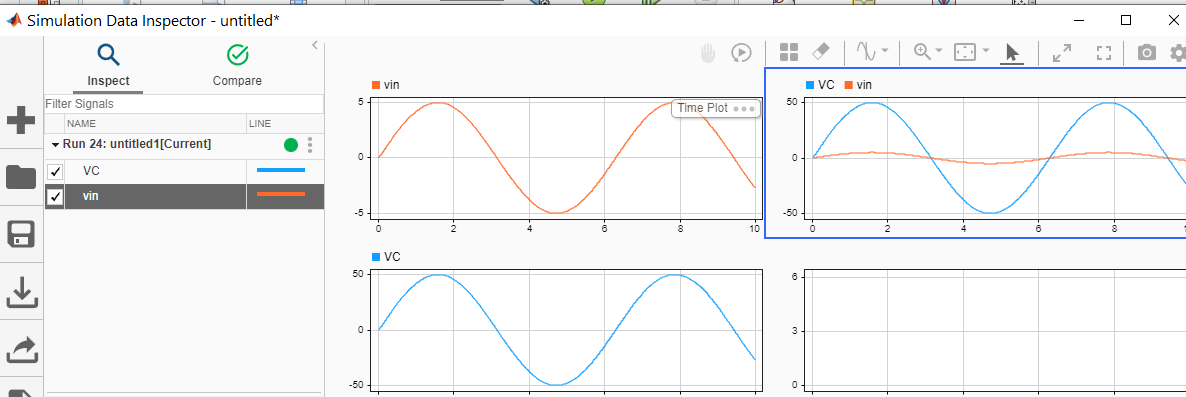 Simulation Data Inspector - untitled*
Inspect
Compare
Filter Signals
NAME
LINE
Run 24: untitled1[Current]
VC
vin
vin
Time Plot
5
0
-5
0
2
4
6
8
10
VC
vin
50
0
-50
0
2
4
6
8
VC
50
0
-50
6
3
0